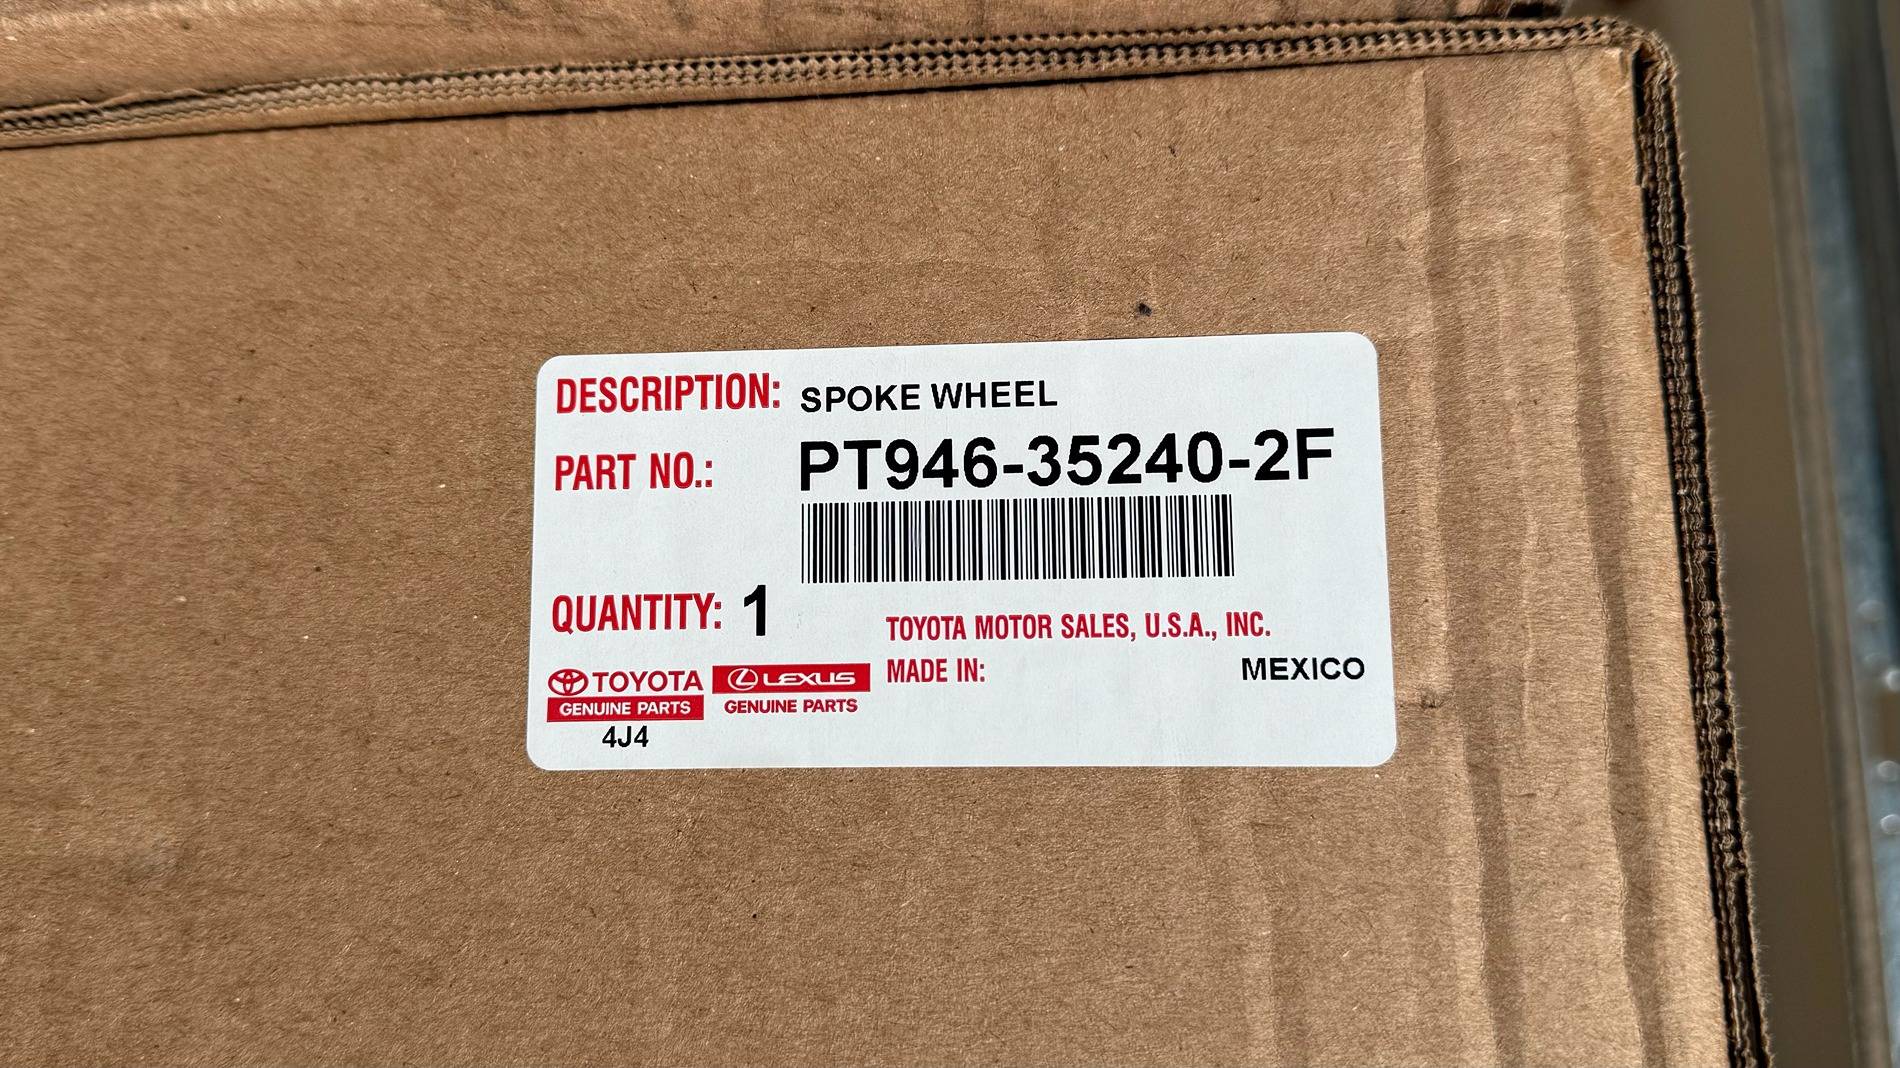 DESCRIPTION: SPOKE WHEEL
PART NO.: PT946-35240-2F
QUANTITY: 1
TOYOTA MOTOR SALES, U.S.A., INC.
MADE IN: MEXICO
TOYOTA
GENUINE PARTS
LEXUS
GENUINE PARTS
4J4